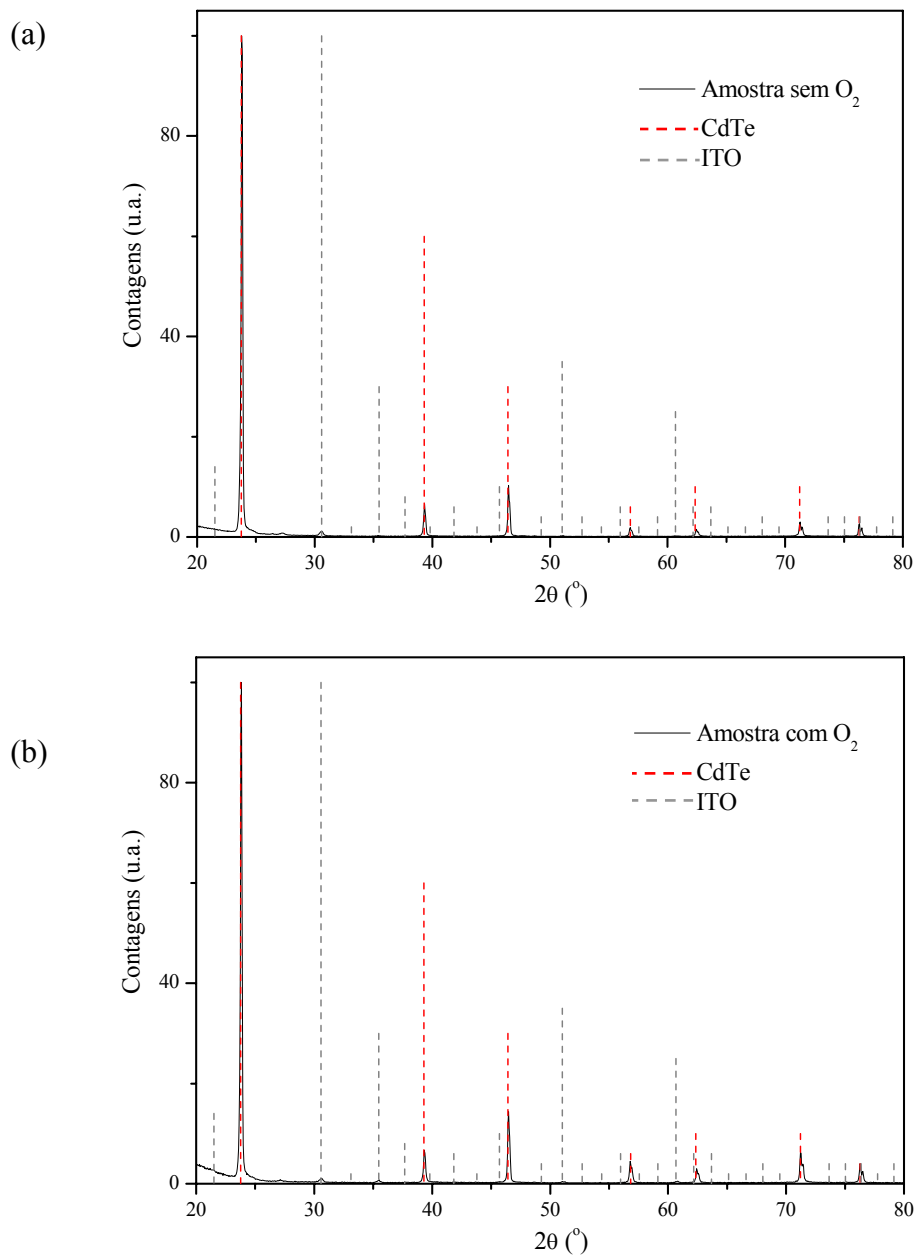 (a)
Amostra sem O₂
CdTe
ITO
80
40
0
Contagens (u.a.)
20 30 40 50 60 70 80
2θ (°)
(b)
Amostra com O₂
CdTe
ITO
80
40
0
Contagens (u.a.)
20 30 40 50 60 70 80
2θ (°)